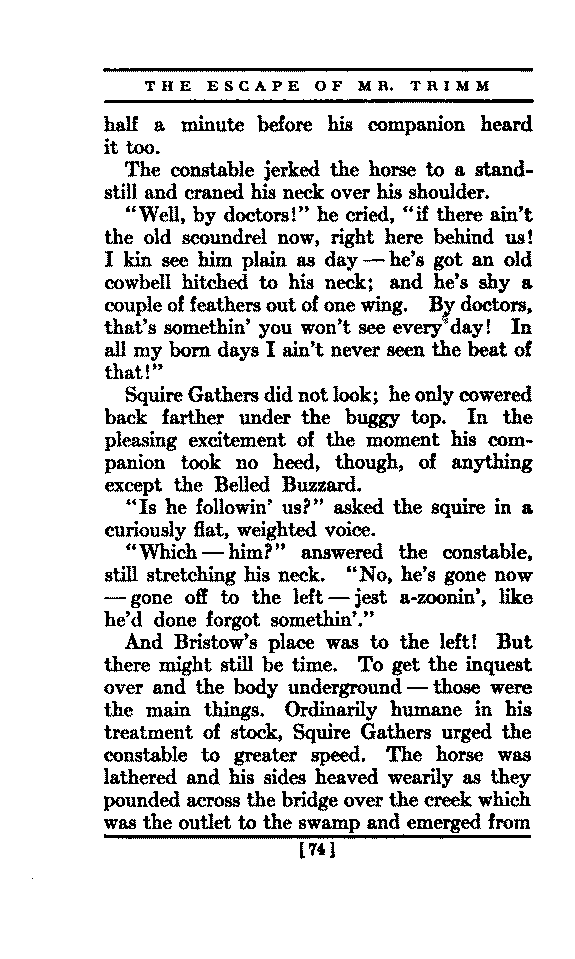 THE ESCAPE OF MR. TRIMM
half a minute before his companion heard
it too.
The constable jerked the horse to a stand-
still and craned his neck over his shoulder.
“Well, by doctors!” he cried, “if there ain't
the old scoundrel now, right here behind us!
I kin see him plain as day — he's got an old
cowbell hitched to his neck; and he's shy a
couple of feathers out of one wing. By doctors,
that's somethin' you won't see every day! In
all my born days I ain't never seen the beat of
that!”
Squire Gathers did not look; he only cowered
back farther under the buggy top. In the
pleasing excitement of the moment his com-
panion took no heed, though, of anything
except the Belled Buzzard.
“Is he followin' us?” asked the squire in a
curiously flat, weighted voice.
“Which — him?” answered the constable,
still stretching his neck. “No, he's gone now
— gone off to the left — jest a-zoonin', like
he'd done forgot somethin'.”
And Bristow's place was to the left! But
there might still be time. To get the inquest
over and the body underground — those were
the main things. Ordinarily humane in his
treatment of stock, Squire Gathers urged the
constable to greater speed. The horse was
lathered and his sides heaved wearily as they
pounded across the bridge over the creek which
was the outlet to the swamp and emerged from
[74]